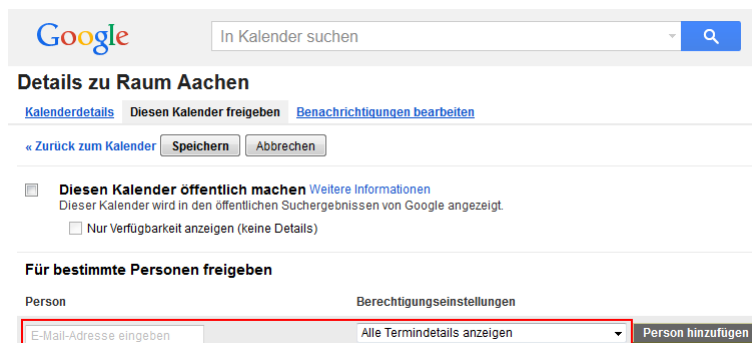 Google In Kalender suchen
Details zu Raum Aachen
Kalenderdetails Diesen Kalender freigeben Benachrichtigungen bearbeiten
« Zurück zum Kalender Speichern Abbrechen
Diesen Kalender öffentlich machen Weitere Informationen
Dieser Kalender wird in den öffentlichen Suchergebnissen von Google angezeigt.
Nur Verfügbarkeit anzeigen (keine Details)
Für bestimmte Personen freigeben
Person Berechtigungseinstellungen
E-Mail-Adresse eingeben Alle Termindetails anzeigen Person hinzufügen